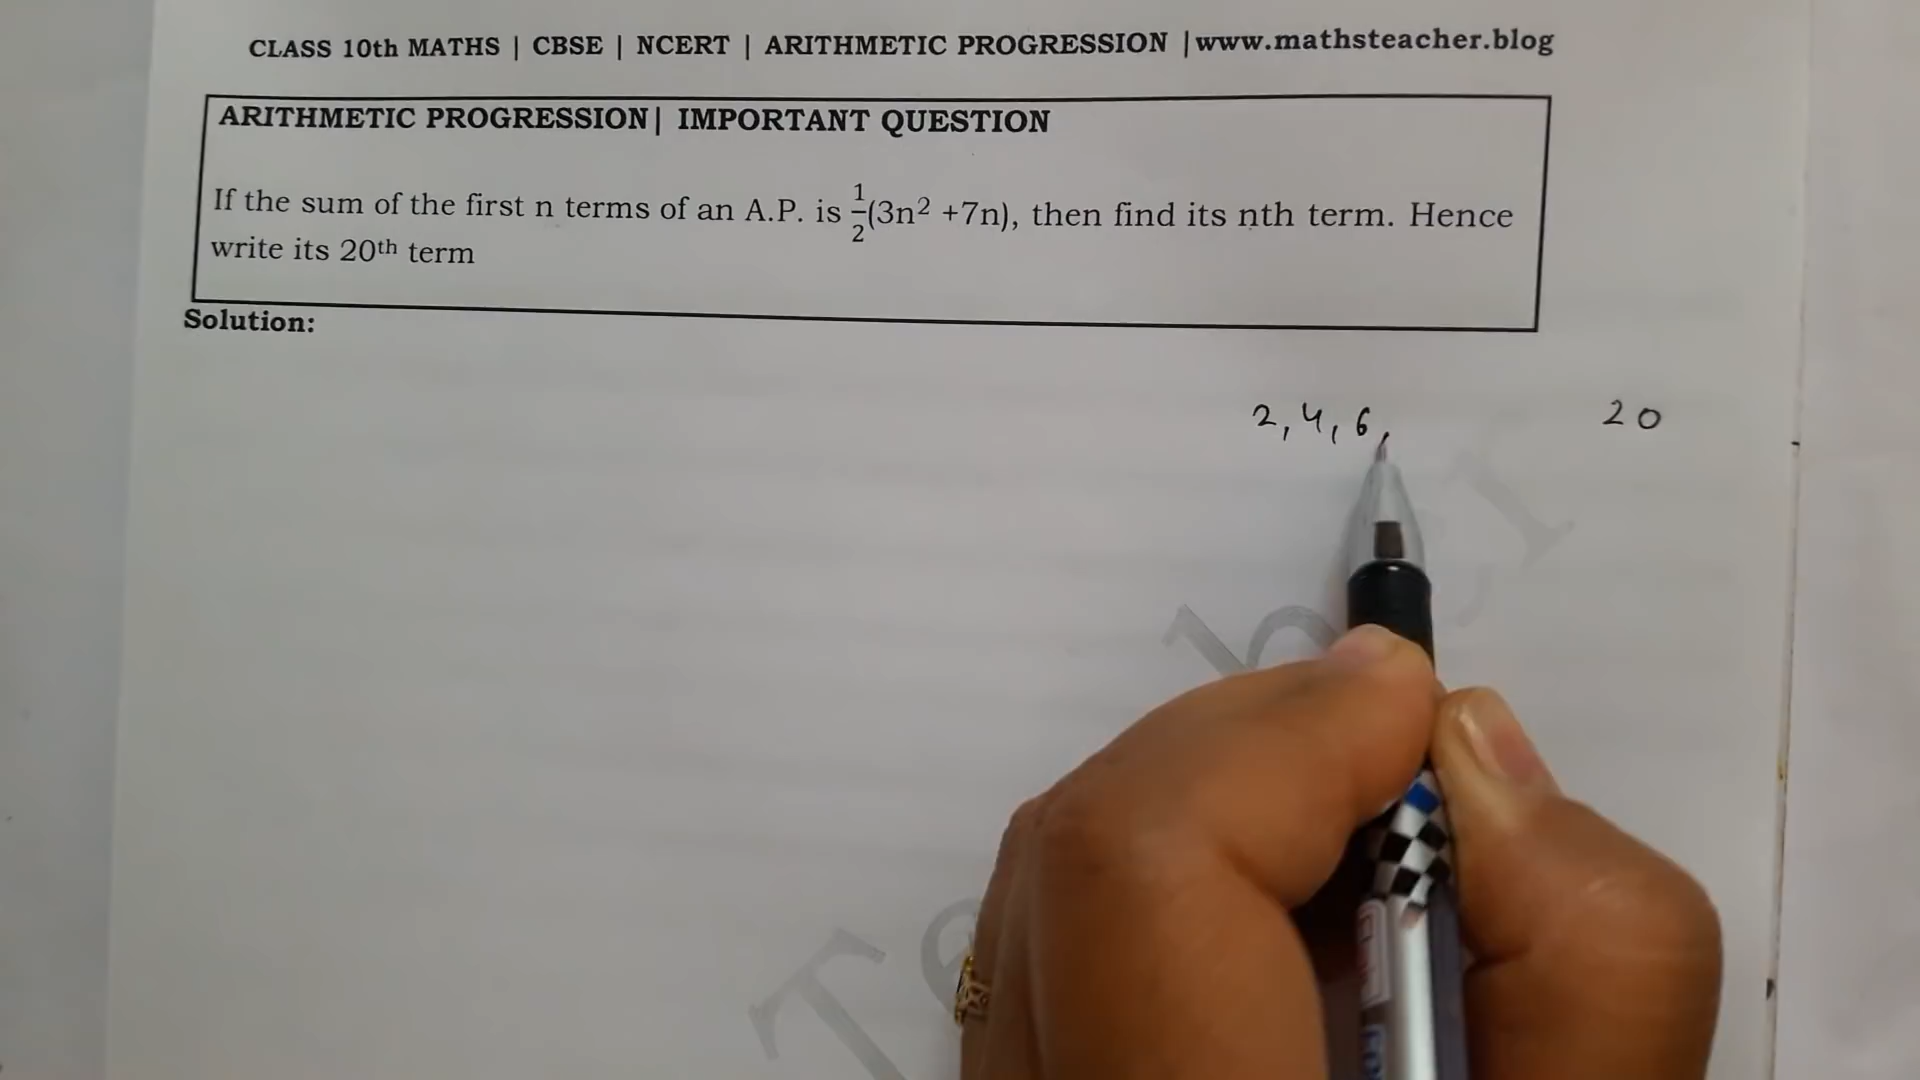 CLASS 10th MATHS | CBSE | NCERT | ARITHMETIC PROGRESSION |www.mathsteacher.blog
ARITHMETIC PROGRESSION| IMPORTANT QUESTION
If the sum of the first n terms of an A.P. is 1/2(3n² +7n), then find its nth term. Hence
write its 20th term
Solution:
2, 4, 6, 20